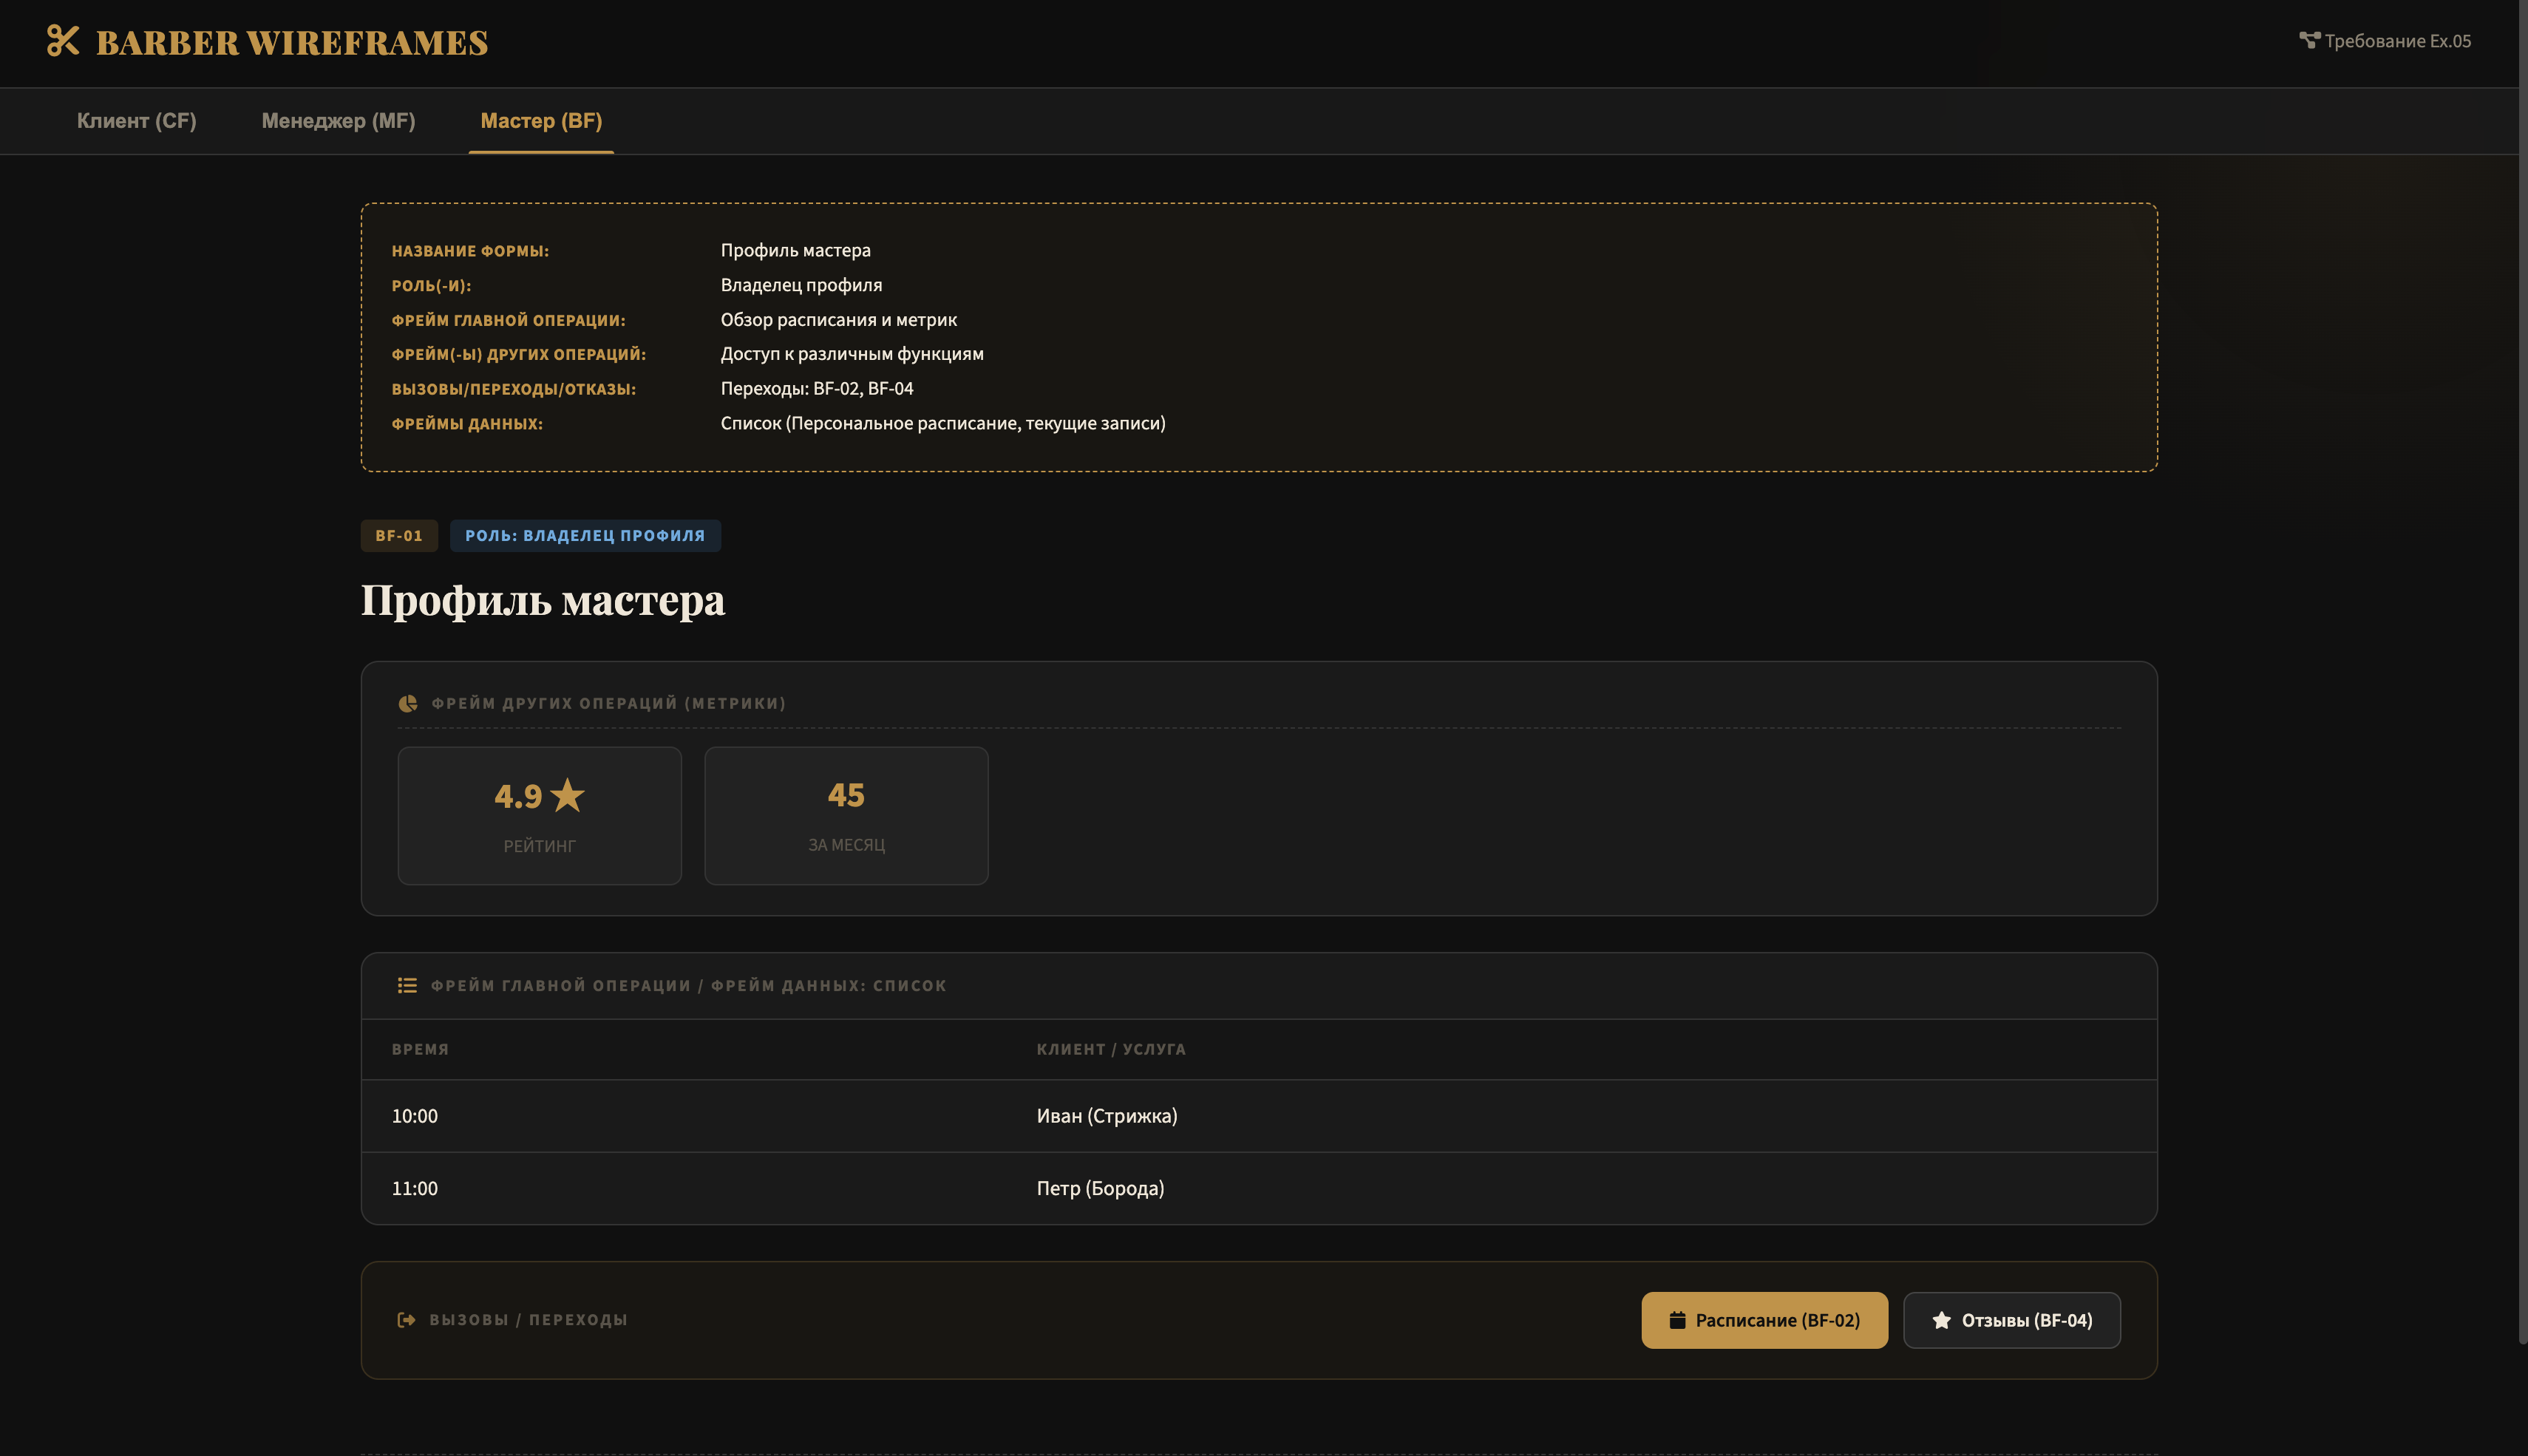 BARBER WIREFRAMES
Требование Ex.05
Клиент (CF) Менеджер (MF) Мастер (BF)
НАЗВАНИЕ ФОРМЫ: Профиль мастера
РОЛЬ(-И): Владелец профиля
ФРЕЙМ ГЛАВНОЙ ОПЕРАЦИИ: Обзор расписания и метрик
ФРЕЙМ(-Ы) ДРУГИХ ОПЕРАЦИЙ: Доступ к различным функциям
ВЫЗОВЫ/ПЕРЕХОДЫ/ОТКАЗЫ: Переходы: BF-02, BF-04
ФРЕЙМЫ ДАННЫХ: Список (Персональное расписание, текущие записи)
BF-01 РОЛЬ: ВЛАДЕЛЕЦ ПРОФИЛЯ
Профиль мастера
ФРЕЙМ ДРУГИХ ОПЕРАЦИЙ (МЕТРИКИ)
4.9 ★
РЕЙТИНГ
45
ЗА МЕСЯЦ
ФРЕЙМ ГЛАВНОЙ ОПЕРАЦИИ / ФРЕЙМ ДАННЫХ: СПИСОК
ВРЕМЯ КЛИЕНТ / УСЛУГА
10:00 Иван (Стрижка)
11:00 Петр (Борода)
ВЫЗОВЫ / ПЕРЕХОДЫ
Расписание (BF-02)
Отзывы (BF-04)